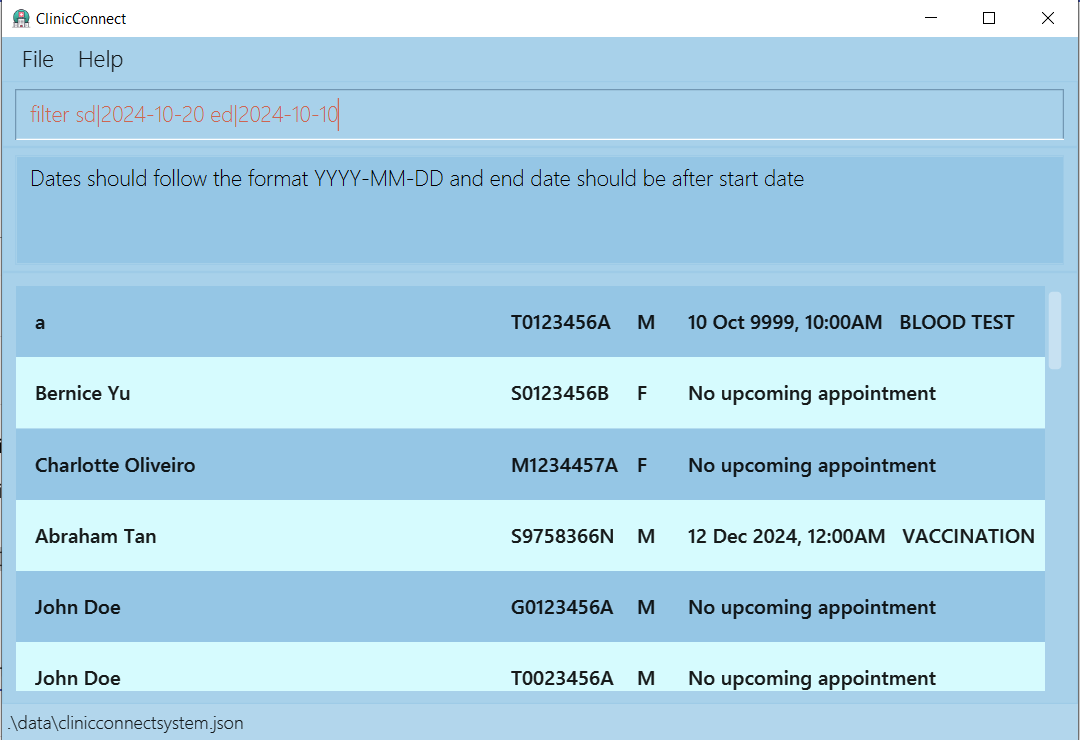 ClinicConnect
File Help
filter sd|2024-10-20 ed|2024-10-10
Dates should follow the format YYYY-MM-DD and end date should be after start date
a T0123456A M 10 Oct 9999, 10:00AM BLOOD TEST
Bernice Yu S0123456B F No upcoming appointment
Charlotte Oliveiro M1234457A F No upcoming appointment
Abraham Tan S9758366N M 12 Dec 2024, 12:00AM VACCINATION
John Doe G0123456A M No upcoming appointment
John Doe T0023456A M No upcoming appointment
.\data\clinicconnectsystem.json